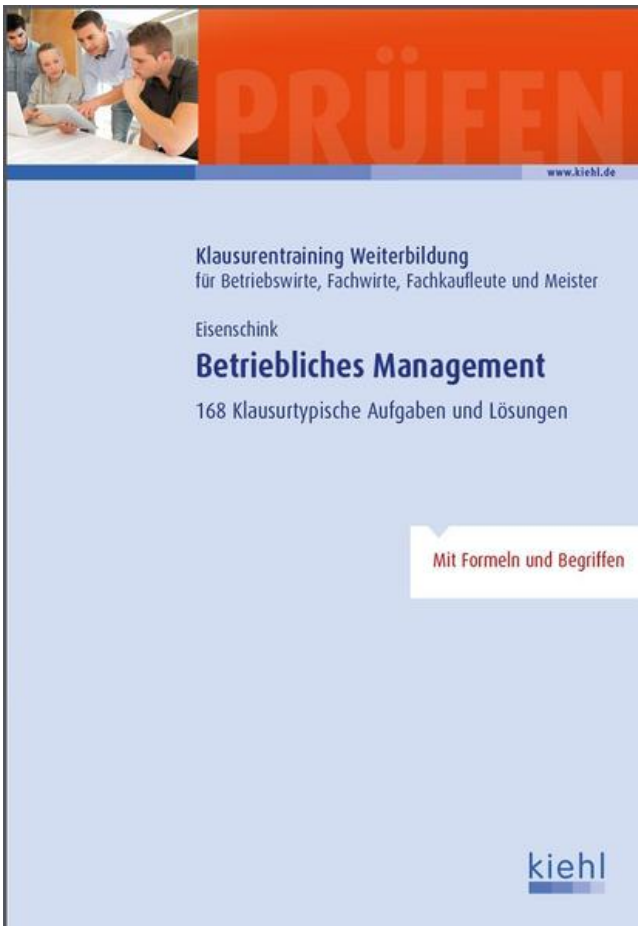 PRÜFEN
www.kiehl.de
Klausurentraining Weiterbildung
für Betriebswirte, Fachwirte, Fachkaufleute und Meister
Eisenschink
Betriebliches Management
168 Klausurtypische Aufgaben und Lösungen
Mit Formeln und Begriffen
kiehl